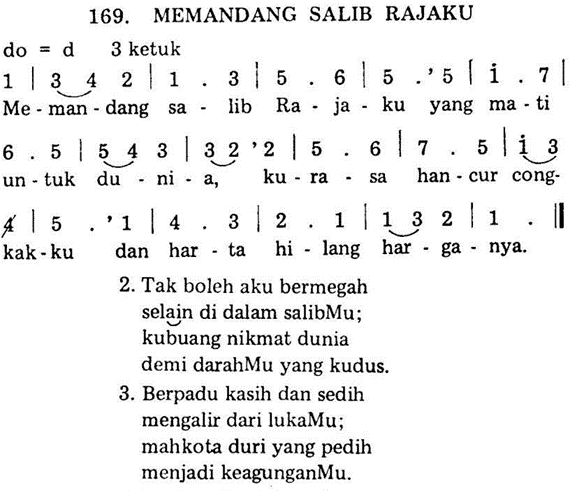 169. MEMANDANG SALIB RAJAKU
do = d 3 ketuk
1 | 3 4 2 | 1 . 3 | 5 . 6 | 5 . ’ 5 | i̇ . 7 |
Me - man - dang sa - lib Ra - ja - ku yang ma - ti
6 . 5 | 5 4 3 | 3 2 ’ 2 | 5 . 6 | 7 . 5 | i̇ 3
un - tuk du - ni - a, ku - ra - sa han - cur cong-
4̸ | 5 . ’ 1 | 4 . 3 | 2 . 1 | 1 3 2 | 1 . ||
kak - ku dan har - ta hi - lang har - ga - nya.
2. Tak boleh aku bermegah
selain di dalam salibMu;
kubuang nikmat dunia
demi darahMu yang kudus.
3. Berpadu kasih dan sedih
mengalir dari lukaMu;
mahkota duri yang pedih
menjadi keagunganMu.